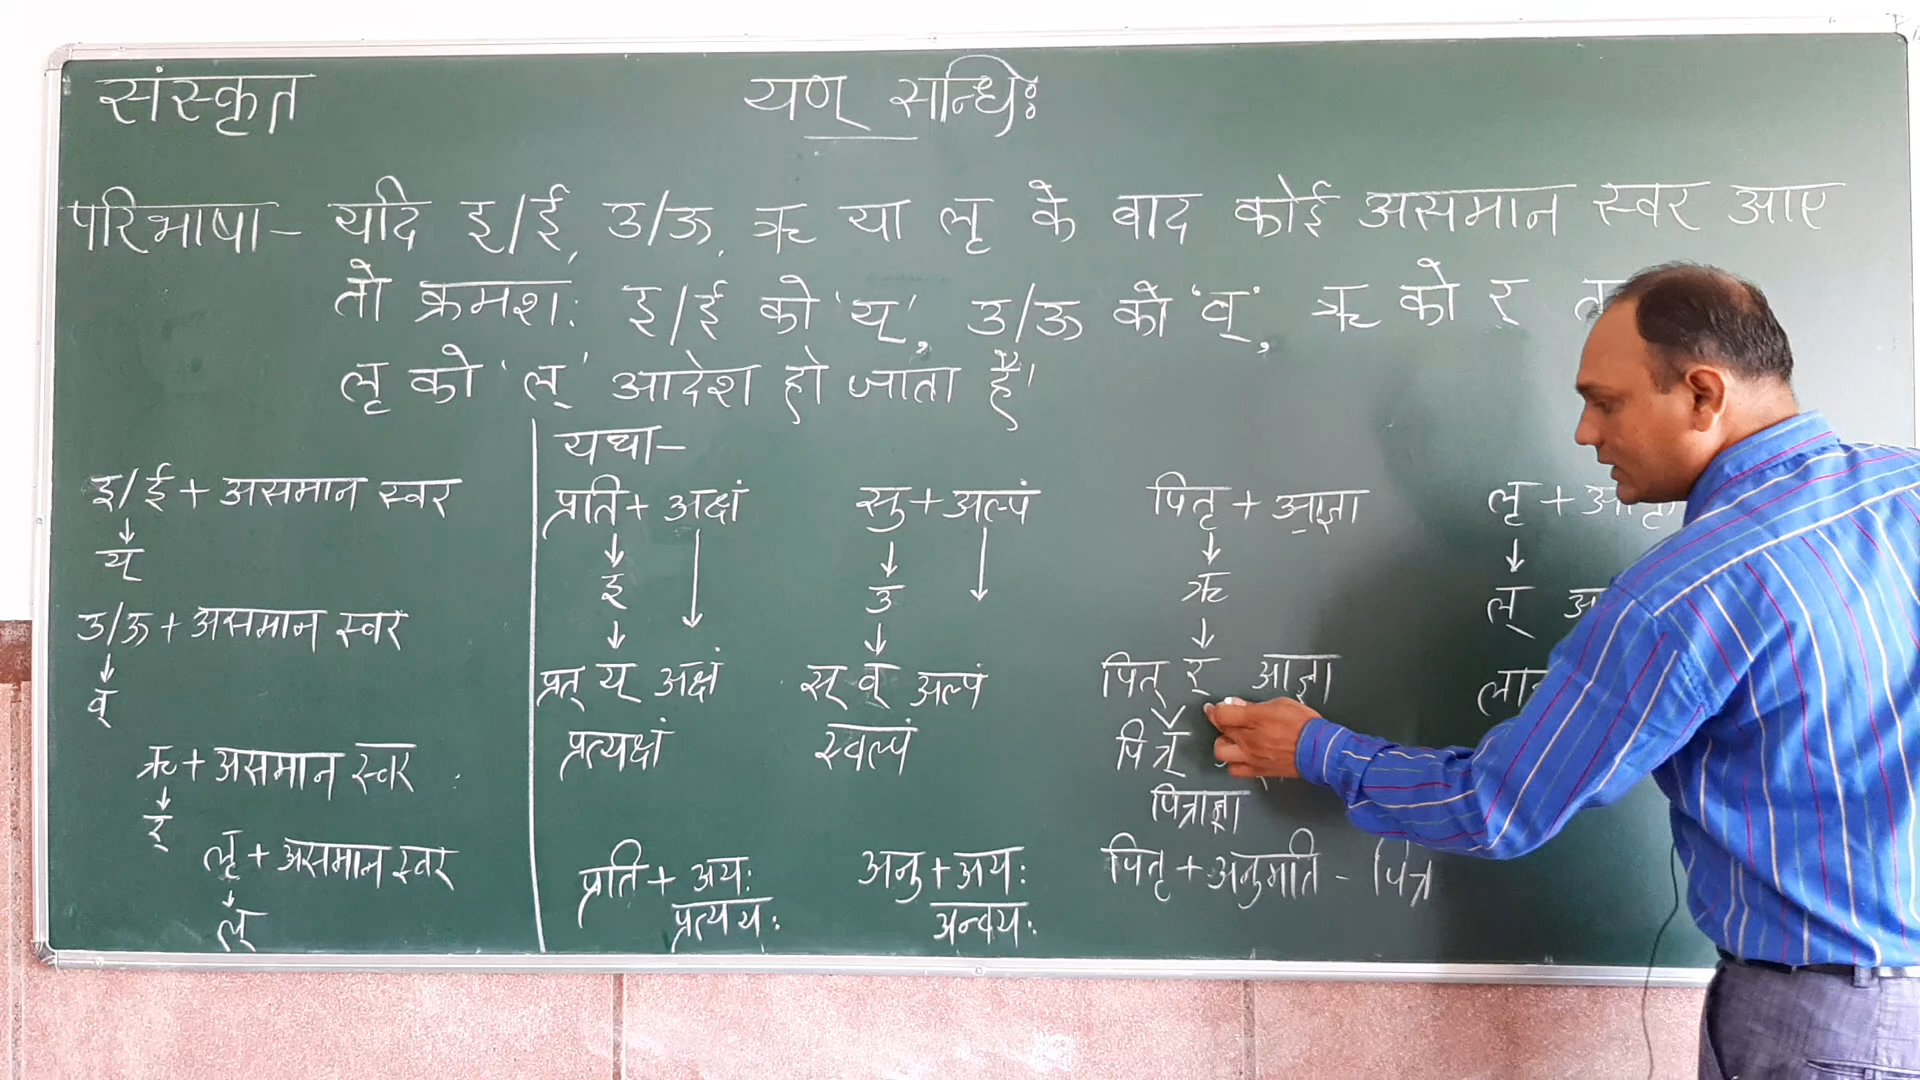 संस्कृत
यण् सन्धिः
परिभाषा- यदि इ/ई, उ/ऊ, ऋ या लृ के बाद कोई असमान स्वर आए
तो क्रमशः इ/ई को 'य्', उ/ऊ को 'व्', ऋ को र्
लृ को 'ल्' आदेश हो जाता है।
इ/ई + असमान स्वर
↓
य्
उ/ऊ + असमान स्वर
↓
व्
ऋ + असमान स्वर
↓
र्
लृ + असमान स्वर
↓
ल्
यथा-
प्रति + अक्षं
↓
इ
↓
प्रत् य् अक्षं
प्रत्यक्षं
प्रति + अयः
प्रत्ययः
सु + अल्पं
↓
उ
↓
स् व् अल्पं
स्वल्पं
अनु + अयः
अन्वयः
पितृ + आज्ञा
↓
ऋ
↓
पित् र् आज्ञा
पित्र्
पित्राज्ञा
पितृ + अनुमति - पित्र
लृ +
↓
ल्